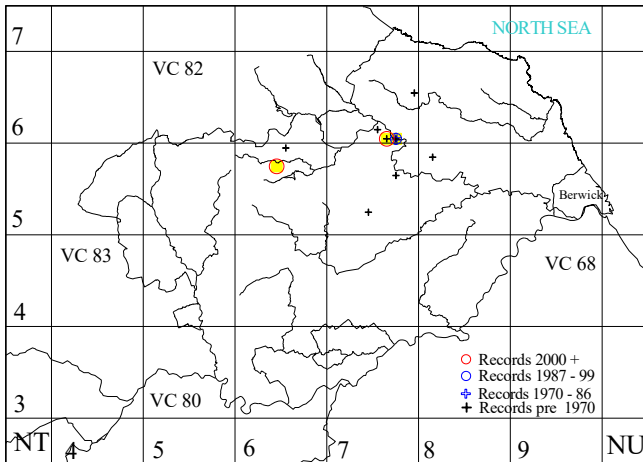 7
NORTH SEA
VC 82
6
Berwick
5
VC 83
VC 68
4
Records 2000 +
Records 1987 - 99
Records 1970 - 86
Records pre 1970
VC 80
3
NT 4 5 6 7 8 9 NU